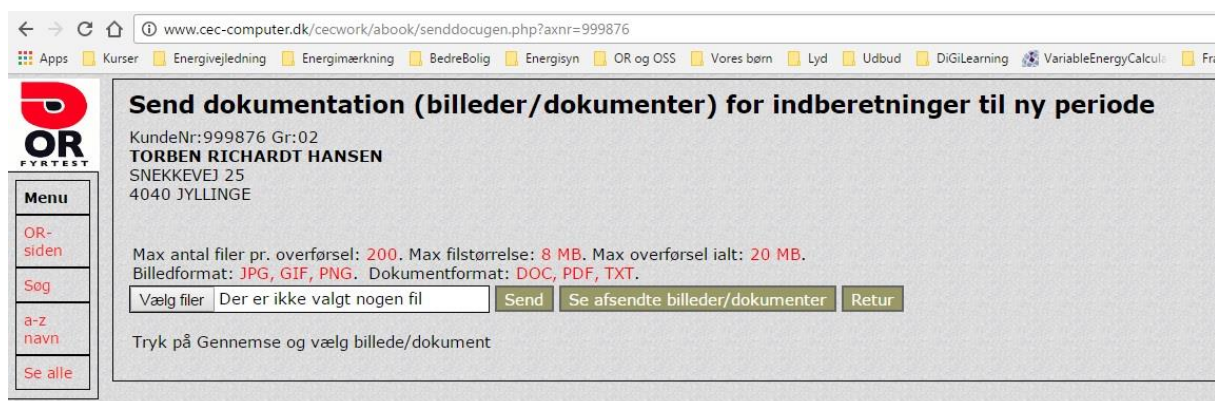 www.cec-computer.dk/cecwork/abook/senddocugen.php?axnr=999876
Apps Kurser Energivejledning Energimærkning BedreBolig Energisyn OR og OSS Vores børn Lyd Udbud DiGiLearning VariableEnergyCalcula
OR
FYRTEST
Menu
OR-
siden
Søg
a-z
navn
Se alle
Send dokumentation (billeder/dokumenter) for indberetninger til ny periode
KundeNr:999876 Gr:02
TORBEN RICHARDT HANSEN
SNEKKEVEJ 25
4040 JYLLINGE
Max antal filer pr. overførsel: 200. Max filstørrelse: 8 MB. Max overførsel ialt: 20 MB.
Billedformat: JPG, GIF, PNG. Dokumentformat: DOC, PDF, TXT.
Vælg filer Der er ikke valgt nogen fil Send Se afsendte billeder/dokumenter Retur
Tryk på Gennemse og vælg billede/dokument